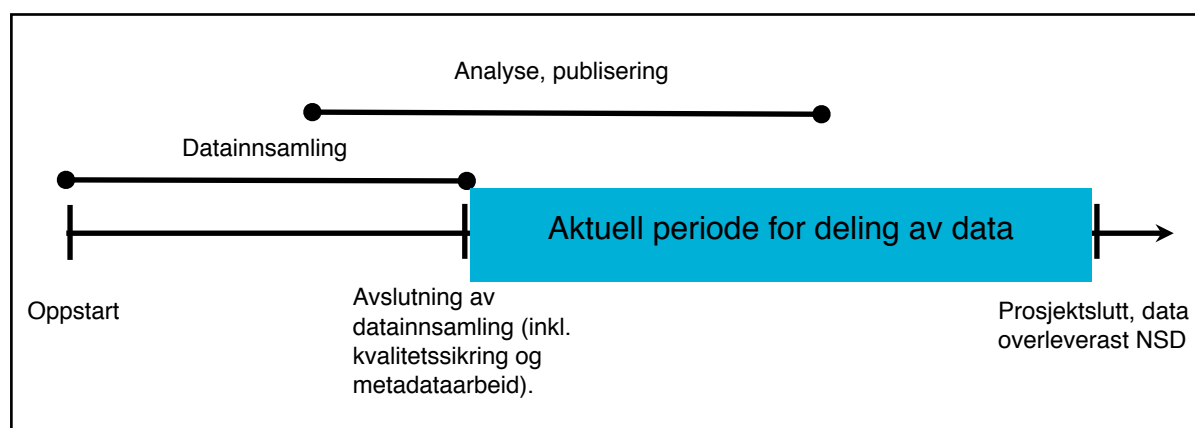 Analyse, publisering
Datainnsamling
Aktuell periode for deling av data
Oppstart
Avslutning av
datainnsamling (inkl.
kvalitetssikring og
metadataarbeid).
Prosjektslutt, data
overleverast NSD